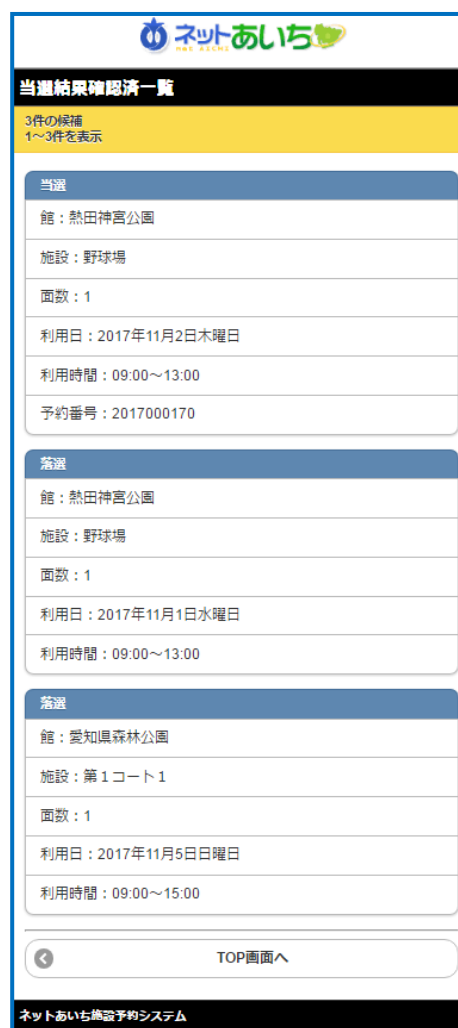 ネットあいち
NET AICHI
当選結果確認済一覧
3件の候補
1～3件を表示
当選
館：熱田神宮公園
施設：野球場
面数：1
利用日：2017年11月2日木曜日
利用時間：09:00～13:00
予約番号：2017000170
落選
館：熱田神宮公園
施設：野球場
面数：1
利用日：2017年11月1日水曜日
利用時間：09:00～13:00
落選
館：愛知県森林公園
施設：第１コート１
面数：1
利用日：2017年11月5日日曜日
利用時間：09:00～15:00
TOP画面へ
ネットあいち施設予約システム